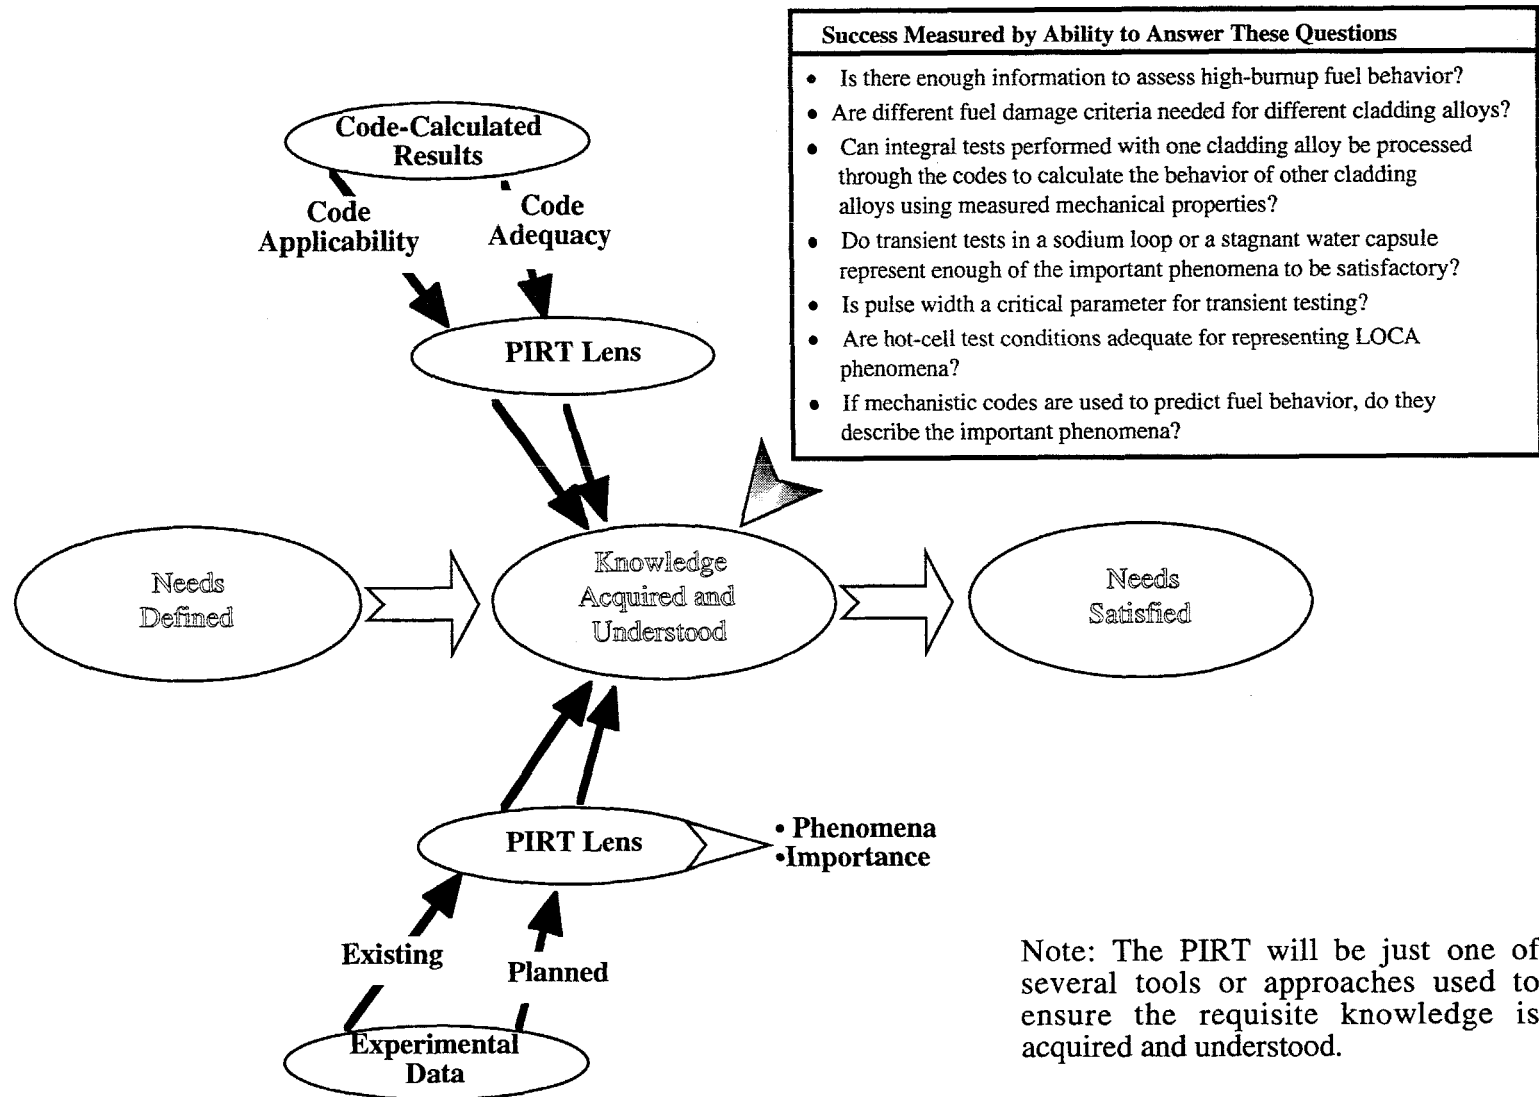 Success Measured by Ability to Answer These Questions
• Is there enough information to assess high-burnup fuel behavior?
• Are different fuel damage criteria needed for different cladding alloys?
• Can integral tests performed with one cladding alloy be processed
through the codes to calculate the behavior of other cladding
alloys using measured mechanical properties?
• Do transient tests in a sodium loop or a stagnant water capsule
represent enough of the important phenomena to be satisfactory?
• Is pulse width a critical parameter for transient testing?
• Are hot-cell test conditions adequate for representing LOCA
phenomena?
• If mechanistic codes are used to predict fuel behavior, do they
describe the important phenomena?
Code-Calculated
Results
Code
Applicability
Code
Adequacy
PIRT Lens
Needs
Defined
Knowledge
Acquired and
Understood
Needs
Satisfied
PIRT Lens
• Phenomena
•Importance
Existing
Planned
Experimental
Data
Note: The PIRT will be just one of
several tools or approaches used to
ensure the requisite knowledge is
acquired and understood.